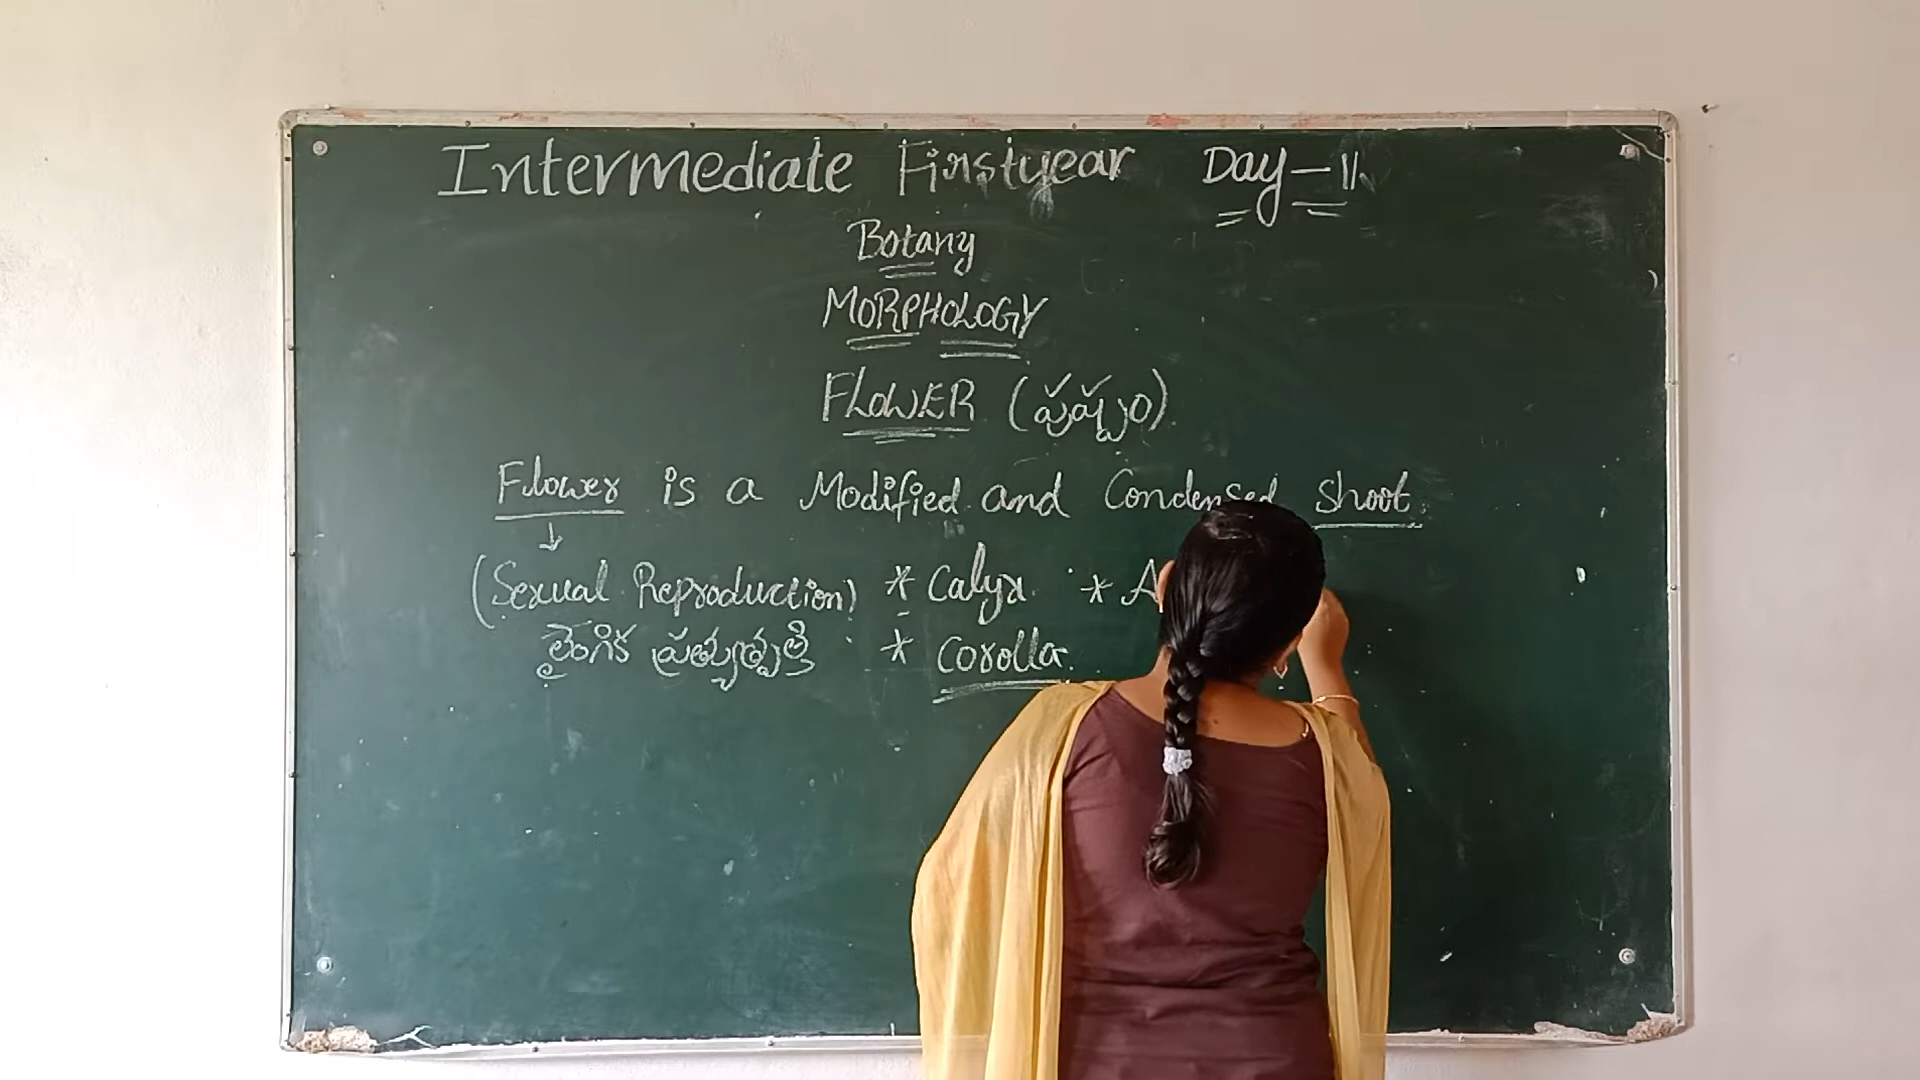 Intermediate Firstyear Day-11
Botany
MORPHOLOGY
FLOWER (పుష్పం)
Flower is a Modified and Condensed shoot
(Sexual Reproduction) * Calyx * A
లైంగిక ప్రత్యుత్పత్తి * Corolla